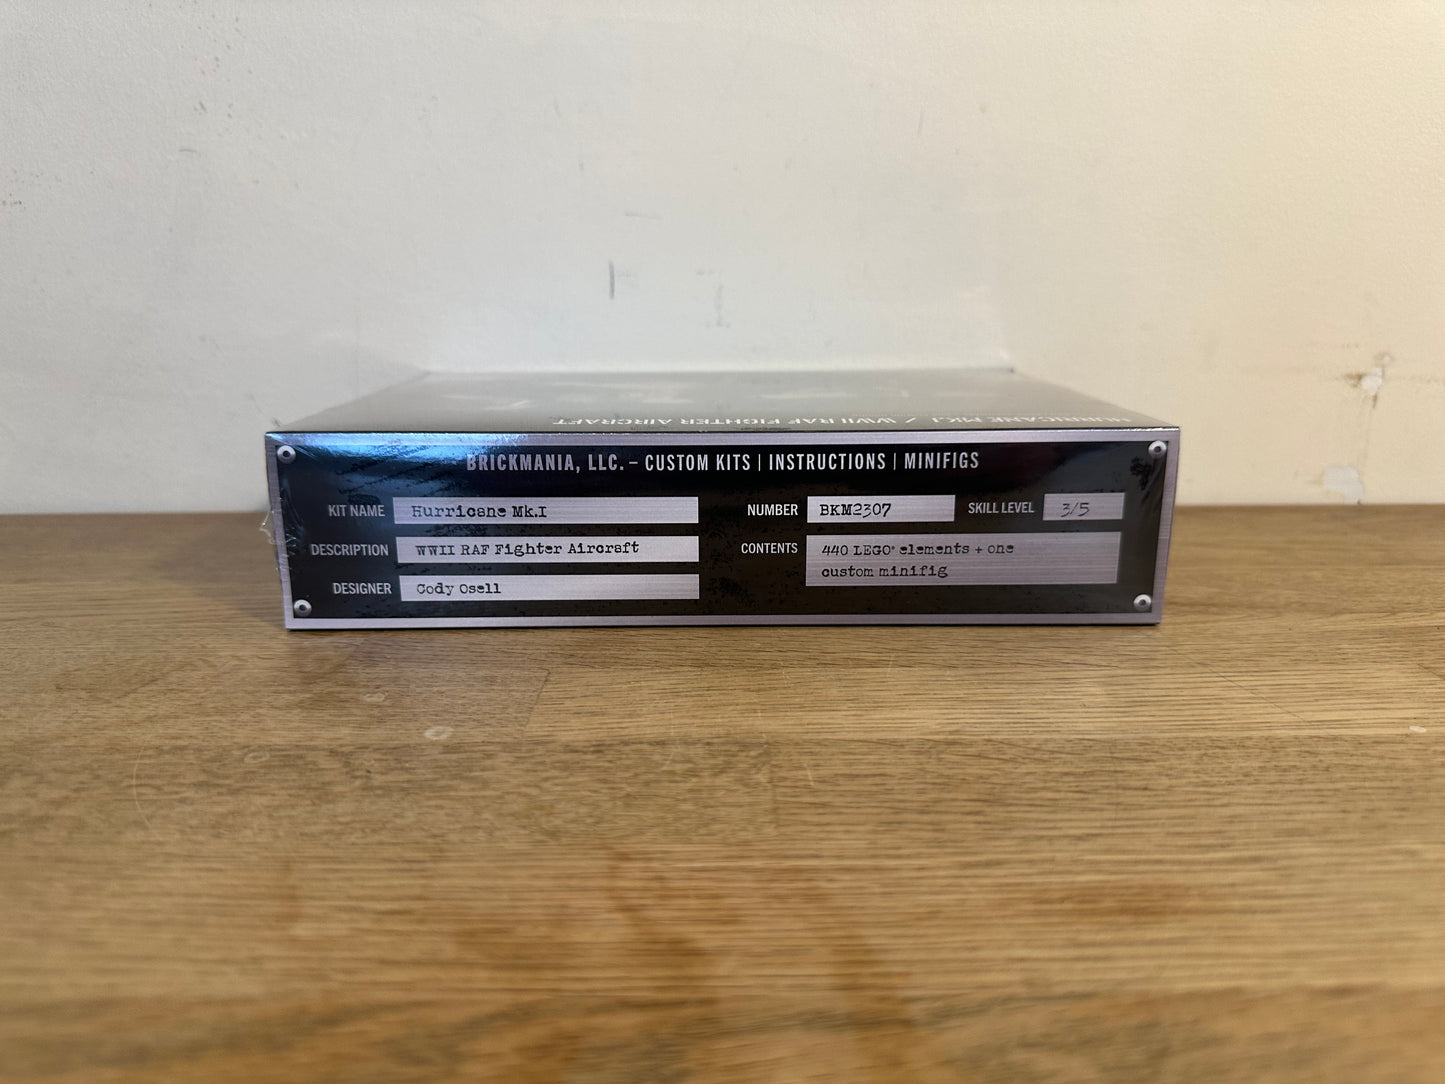 HURRICANE MK.I / WWII RAF FIGHTER AIRCRAFT
BRICKMANIA, LLC. – CUSTOM KITS | INSTRUCTIONS | MINIFIGS
KIT NAME Hurricane Mk.I NUMBER BKM2307 SKILL LEVEL 3/5
DESCRIPTION WWII RAF Fighter Aircraft CONTENTS 440 LEGO® elements + one
custom minifig
DESIGNER Cody Osell